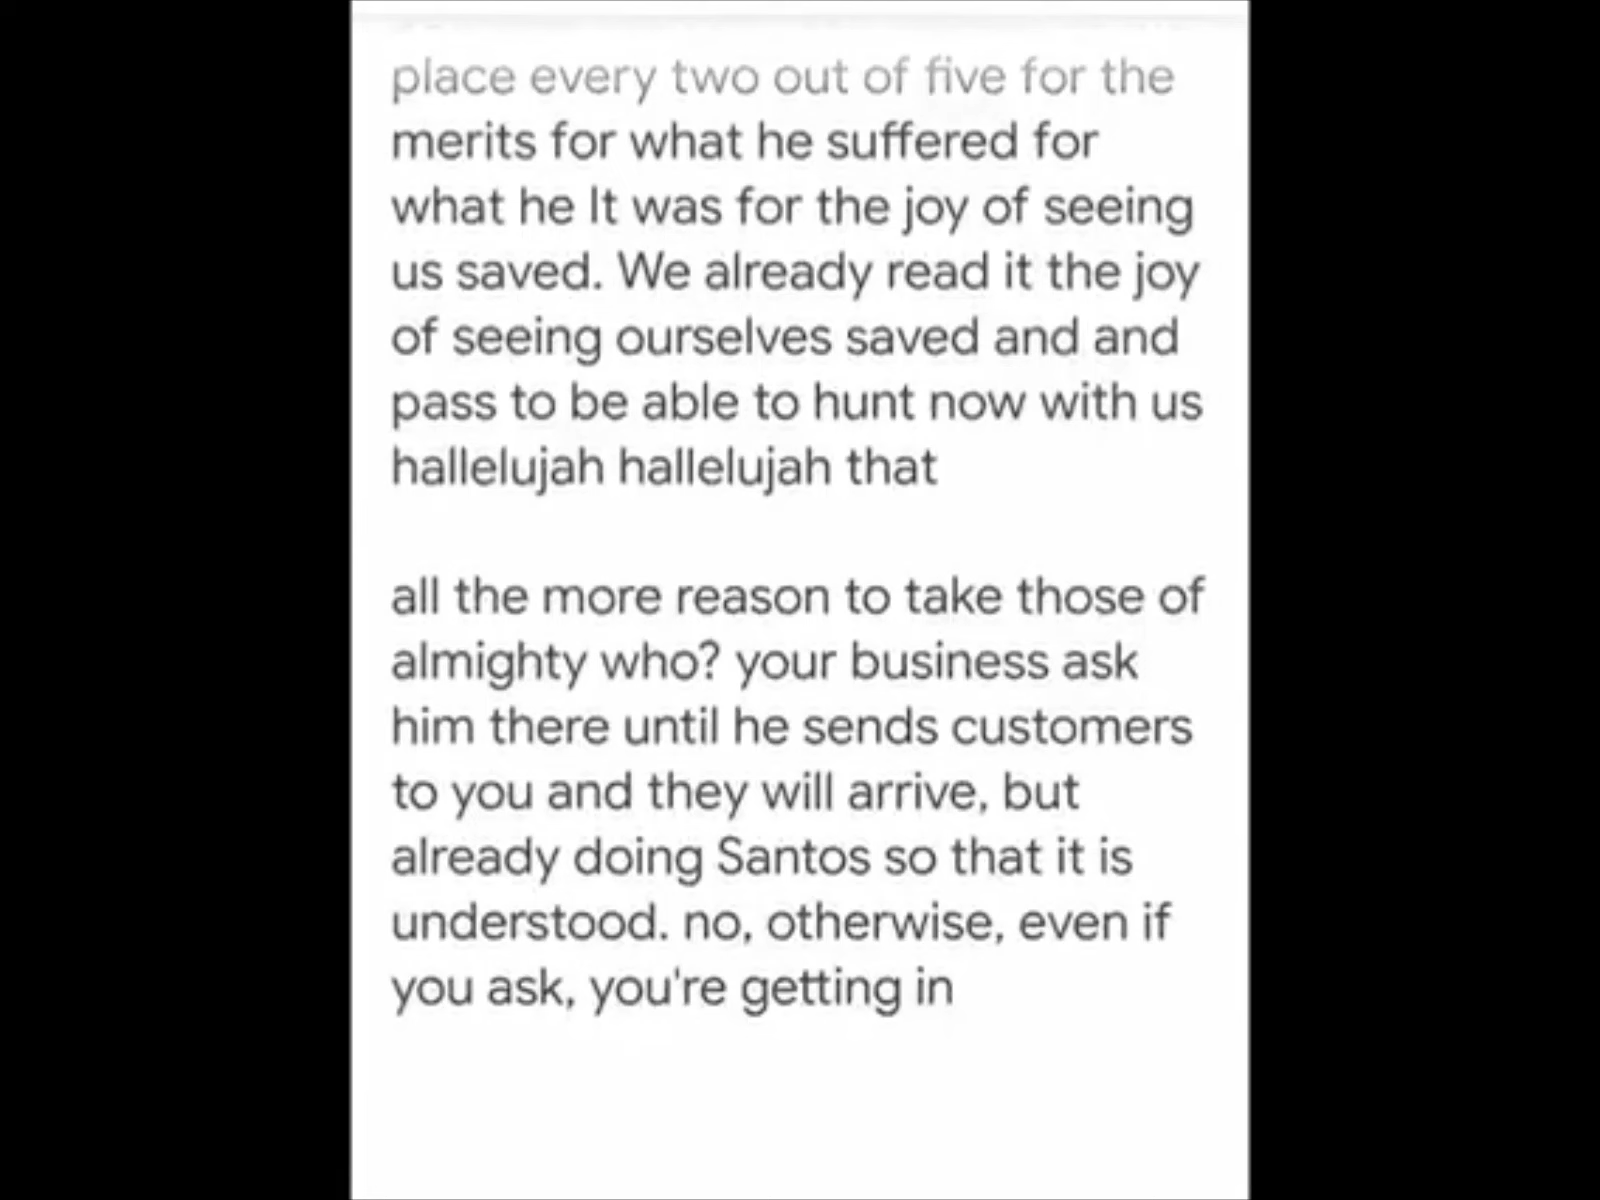 place every two out of five for the
merits for what he suffered for
what he It was for the joy of seeing
us saved. We already read it the joy
of seeing ourselves saved and and
pass to be able to hunt now with us
hallelujah hallelujah that
all the more reason to take those of
almighty who? your business ask
him there until he sends customers
to you and they will arrive, but
already doing Santos so that it is
understood. no, otherwise, even if
you ask, you're getting in